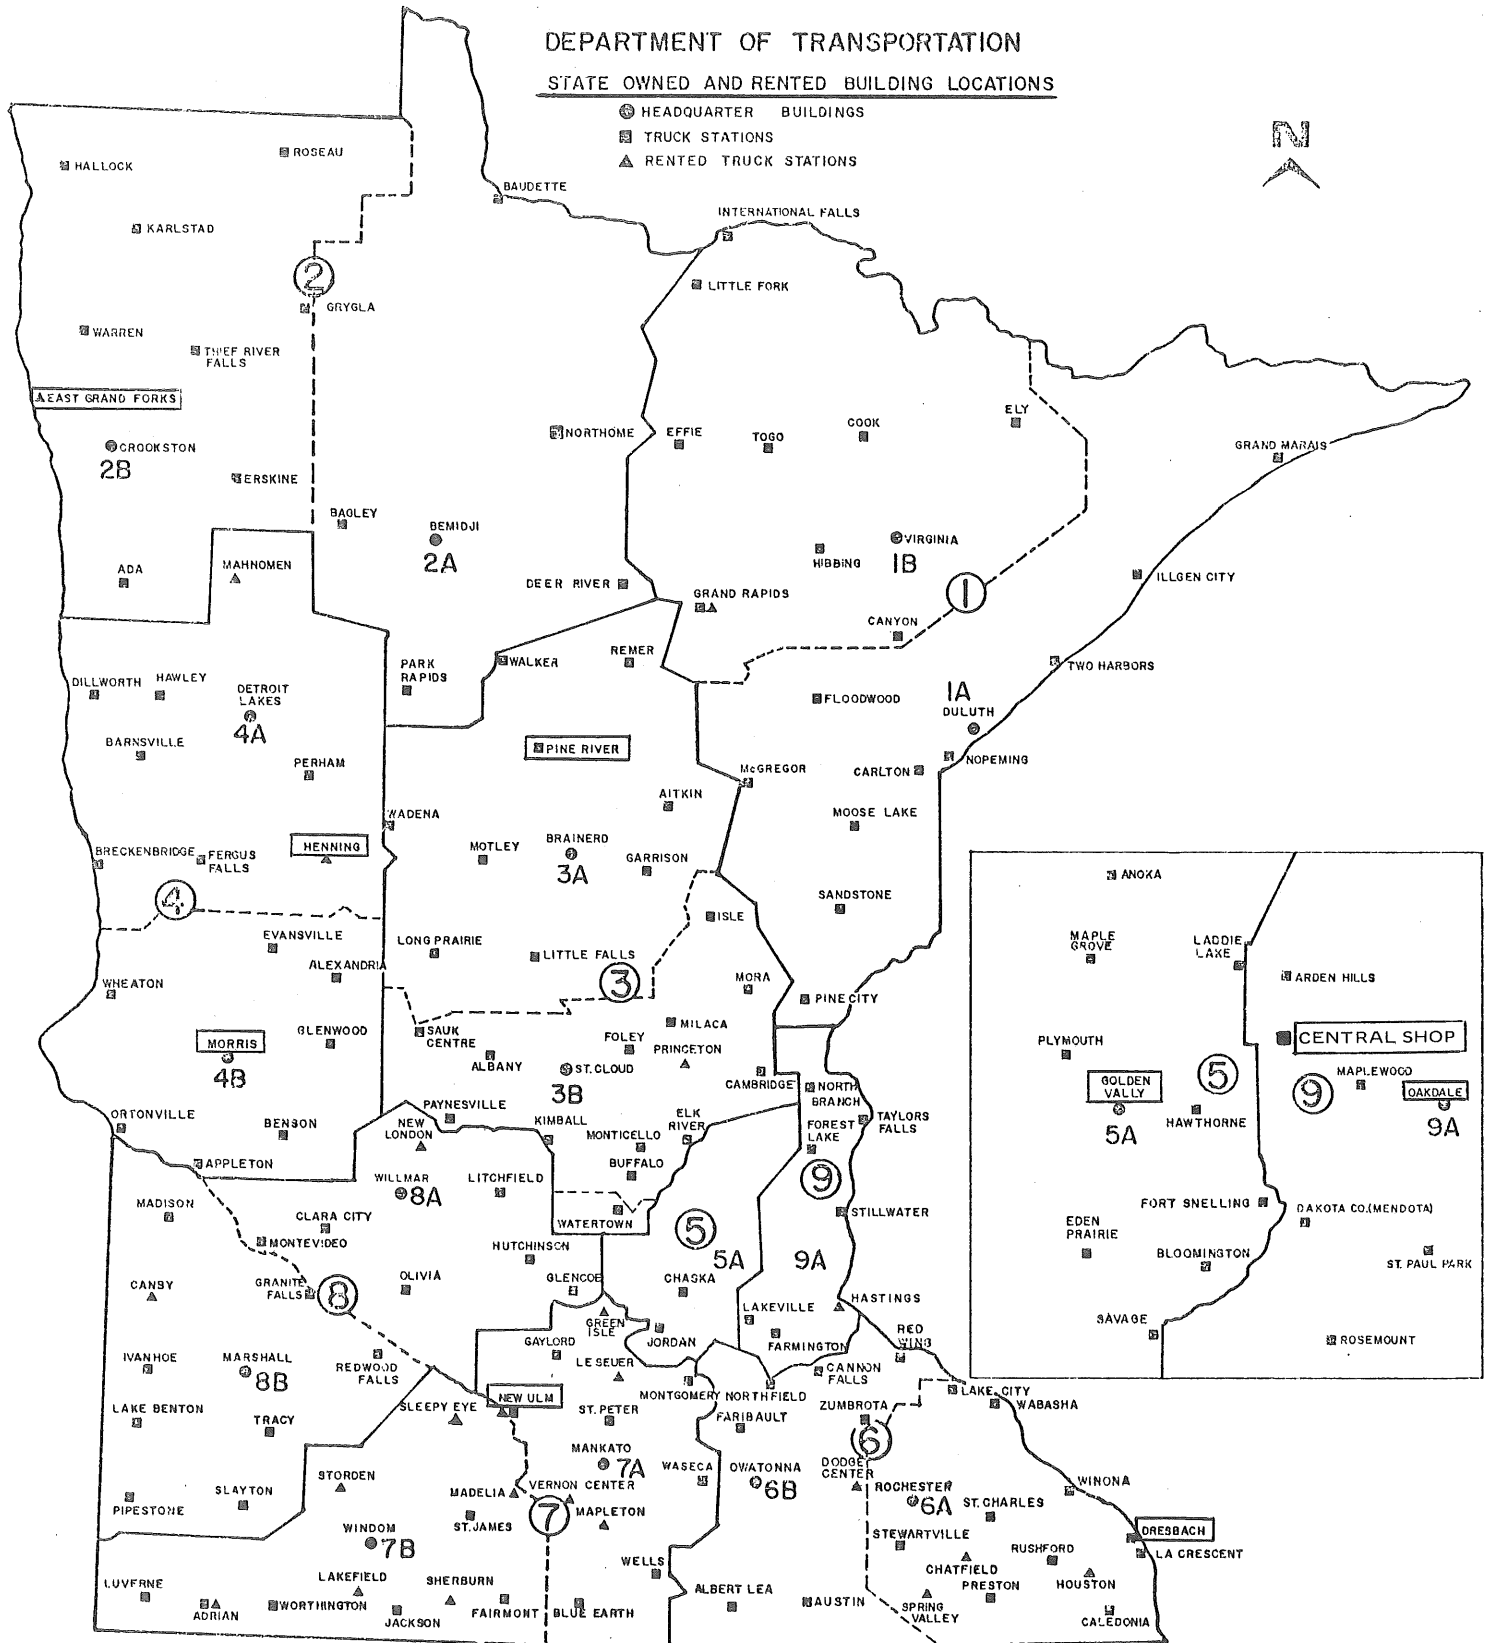 DEPARTMENT OF TRANSPORTATION
STATE OWNED AND RENTED BUILDING LOCATIONS
HEADQUARTER BUILDINGS
TRUCK STATIONS
RENTED TRUCK STATIONS
N
HALLOCK
ROSEAU
BAUDETTE
KARLSTAD
INTERNATIONAL FALLS
2
LITTLE FORK
GRYGLA
WARREN
THIEF RIVER
FALLS
EAST GRAND FORKS
ELY
COOK
NORTHOME
EFFIE
TOGO
GRAND MARAIS
CROOKSTON
2B
ERSKINE
BAGLEY
BEMIDJI
2A
VIRGINIA
1B
HIBBING
ADA
MAHNOMEN
DEER RIVER
GRAND RAPIDS
1
ILLGEN CITY
CANYON
PARK
RAPIDS
WALKER
REMER
TWO HARBORS
DILLWORTH
HAWLEY
DETROIT
LAKES
4A
FLOODWOOD
1A
DULUTH
BARNSVILLE
PINE RIVER
PERHAM
NOPEMING
McGREGOR
CARLTON
AITKIN
WADENA
MOOSE LAKE
BRECKENBRIDGE
FERGUS
FALLS
HENNING
MOTLEY
BRAINERD
3A
GARRISON
4
SANDSTONE
ISLE
EVANSVILLE
LONG PRAIRIE
LITTLE FALLS
ALEXANDRIA
3
WHEATON
MORA
PINE CITY
MORRIS
4B
GLENWOOD
SAUK
CENTRE
MILACA
FOLEY
PRINCETON
ALBANY
ST. CLOUD
3B
CAMBRIDGE
NORTH
BRANCH
ORTONVILLE
BENSON
PAYNESVILLE
NEW
LONDON
KIMBALL
MONTICELLO
ELK
RIVER
TAYLORS
FALLS
FOREST
LAKE
APPLETON
BUFFALO
WILLMAR
8A
LITCHFIELD
9
MADISON
CLARA CITY
WATERTOWN
STILLWATER
MONTEVIDEO
5
HUTCHINSON
5A
9A
CANBY
GRANITE
FALLS
8
OLIVIA
GLENCOE
CHASKA
HASTINGS
GREEN
ISLE
LAKEVILLE
GAYLORD
JORDAN
FARMINGTON
RED
WING
IVANHOE
MARSHALL
8B
REDWOOD
FALLS
LE SEUER
CANNON
FALLS
MONTGOMERY
NORTHFIELD
LAKE CITY
WABASHA
LAKE BENTON
TRACY
SLEEPY EYE
NEW ULM
ST. PETER
FARIBAULT
ZUMBROTA
6
MANKATO
7A
WASECA
OWATONNA
6B
DODGE
CENTER
ROCHESTER
6A
WINONA
PIPESTONE
SLAYTON
STORDEN
MADELIA
VERNON CENTER
ST. CHARLES
ST. JAMES
7
MAPLETON
WINDOM
7B
STEWARTVILLE
DRESBACH
LA CRESCENT
CHATFIELD
RUSHFORD
LUVERNE
LAKEFIELD
SHERBURN
WELLS
ALBERT LEA
PRESTON
HOUSTON
ADRIAN
WORTHINGTON
JACKSON
FAIRMONT
BLUE EARTH
AUSTIN
SPRING
VALLEY
CALEDONIA
ANOKA
MAPLE
GROVE
LADDIE
LAKE
ARDEN HILLS
PLYMOUTH
CENTRAL SHOP
5
GOLDEN
VALLY
5A
HAWTHORNE
9
MAPLEWOOD
OAKDALE
9A
FORT SNELLING
DAKOTA CO.(MENDOTA)
EDEN
PRAIRIE
BLOOMINGTON
ST. PAUL PARK
SAVAGE
ROSEMOUNT